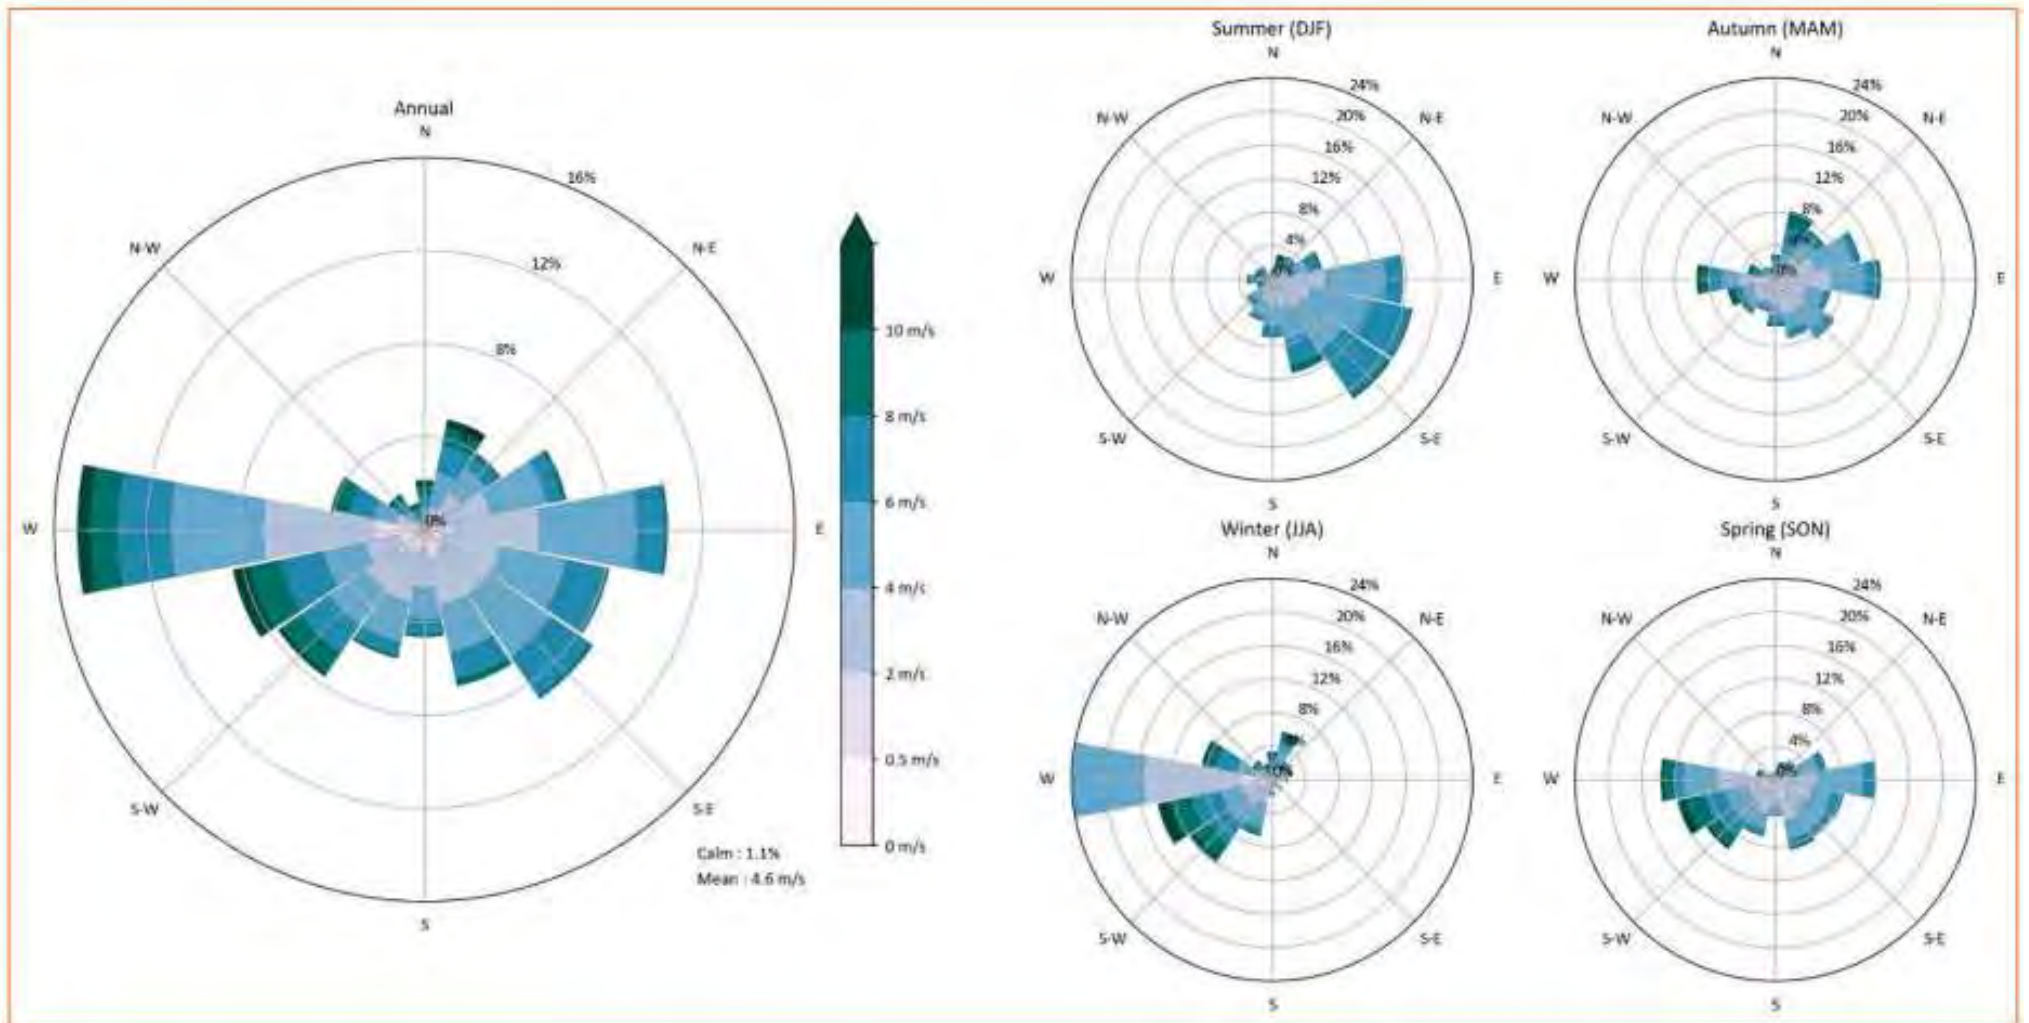 Annual
N
16%
12%
8%
0%
N-W
N-E
W
E
S-W
S-E
S
Calm : 1.1%
Mean : 4.6 m/s
10 m/s
8 m/s
6 m/s
4 m/s
2 m/s
0.5 m/s
0 m/s
Summer (DJF)
N
24%
20%
16%
12%
8%
4%
0%
N-W
N-E
W
E
S-W
S-E
S
Autumn (MAM)
N
24%
20%
16%
12%
8%
0%
N-W
N-E
W
E
S-W
S-E
S
Winter (JJA)
N
24%
20%
16%
12%
8%
0%
N-W
N-E
W
E
S-W
S-E
S
Spring (SON)
N
24%
20%
16%
12%
8%
4%
0%
N-W
N-E
W
E
S-W
S-E
S